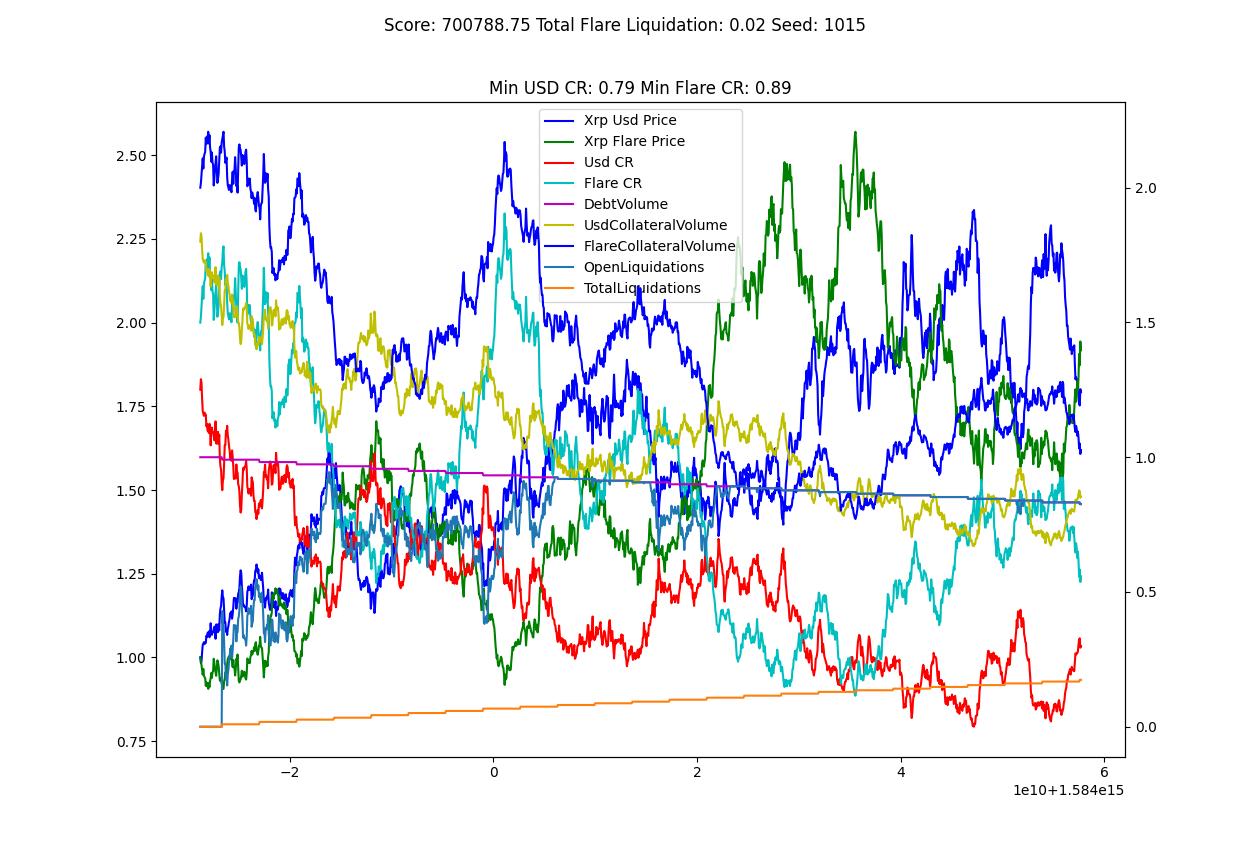 Score: 700788.75 Total Flare Liquidation: 0.02 Seed: 1015
Min USD CR: 0.79 Min Flare CR: 0.89
Xrp Usd Price
Xrp Flare Price
Usd CR
Flare CR
DebtVolume
UsdCollateralVolume
FlareCollateralVolume
OpenLiquidations
TotalLiquidations
2.50
2.25
2.00
1.75
1.50
1.25
1.00
0.75
2.0
1.5
1.0
0.5
0.0
−2 0 2 4 6
1e10+1.584e15